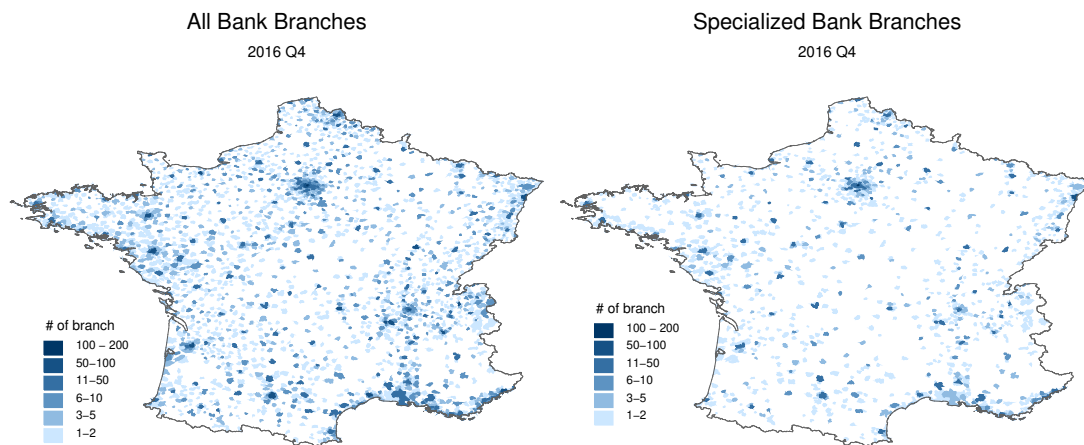 All Bank Branches
2016 Q4
# of branch
100 − 200
50−100
11−50
6−10
3−5
1−2
Specialized Bank Branches
2016 Q4
# of branch
100 − 200
50−100
11−50
6−10
3−5
1−2